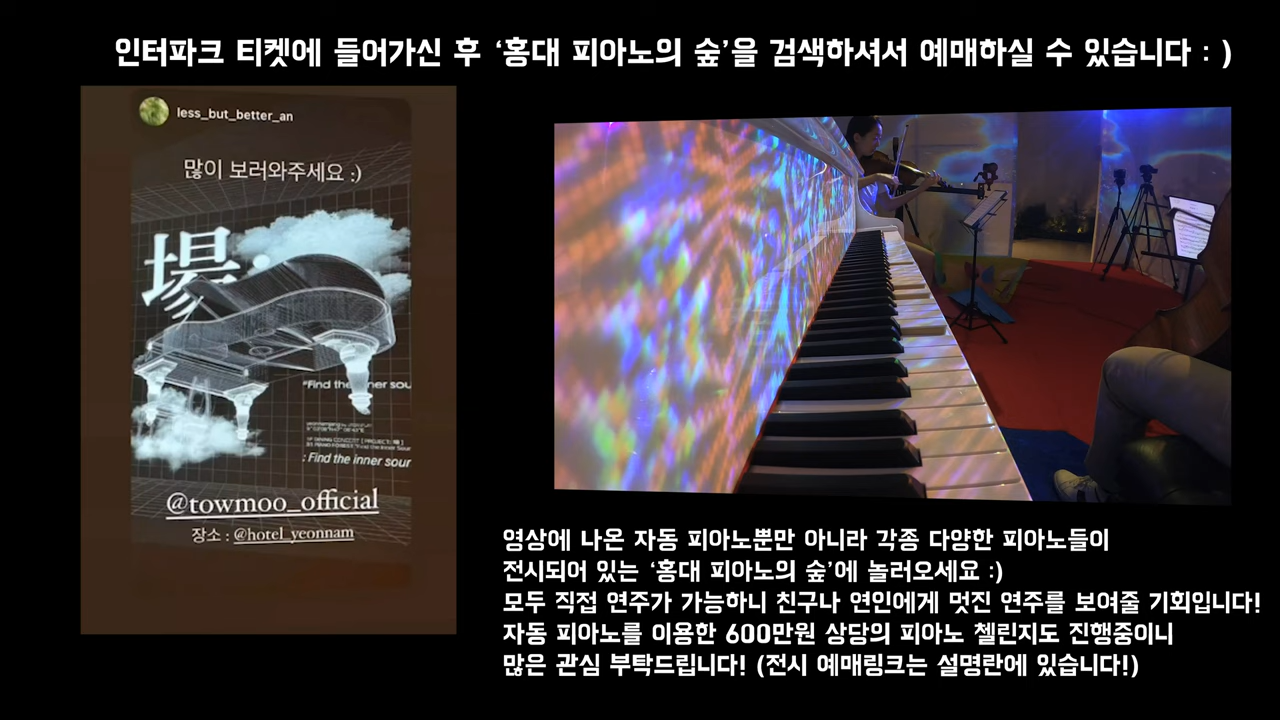 인터파크 티켓에 들어가신 후 ‘홍대 피아노의 숲’을 검색하셔서 예매하실 수 있습니다 : )
less_but_better_an
많이 보러와주세요 :)
場
“Find the inner sou
: Find the inner sour
@towmoo_official
장소 : @hotel_yeonnam
영상에 나온 자동 피아노뿐만 아니라 각종 다양한 피아노들이
전시되어 있는 ‘홍대 피아노의 숲’에 놀러오세요 :)
모두 직접 연주가 가능하니 친구나 연인에게 멋진 연주를 보여줄 기회입니다!
자동 피아노를 이용한 600만원 상당의 피아노 챌린지도 진행중이니
많은 관심 부탁드립니다! (전시 예매링크는 설명란에 있습니다!)